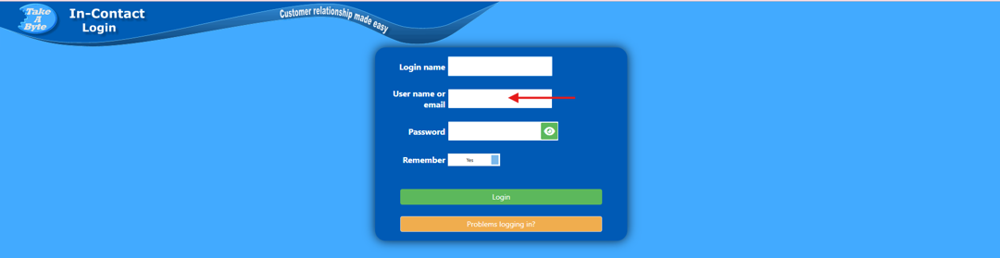 Take
A
Byte
In-Contact
Login
Customer relationship made easy
Login name
User name or
email
Password
Remember
Yes
Login
Problems logging in?